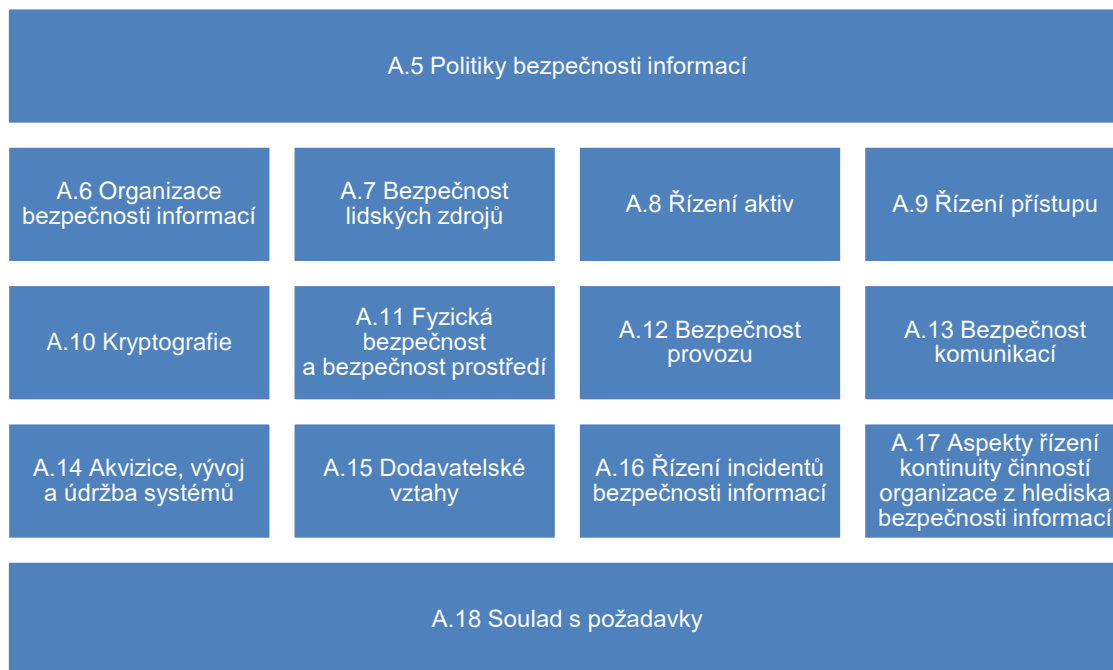 A.5 Politiky bezpečnosti informací
A.6 Organizace
bezpečnosti informací
A.7 Bezpečnost
lidských zdrojů
A.8 Řízení aktiv
A.9 Řízení přístupu
A.10 Kryptografie
A.11 Fyzická
bezpečnost
a bezpečnost prostředí
A.12 Bezpečnost
provozu
A.13 Bezpečnost
komunikací
A.14 Akvizice, vývoj
a údržba systémů
A.15 Dodavatelské
vztahy
A.16 Řízení incidentů
bezpečnosti informací
A.17 Aspekty řízení
kontinuity činností
organizace z hlediska
bezpečnosti informací
A.18 Soulad s požadavky